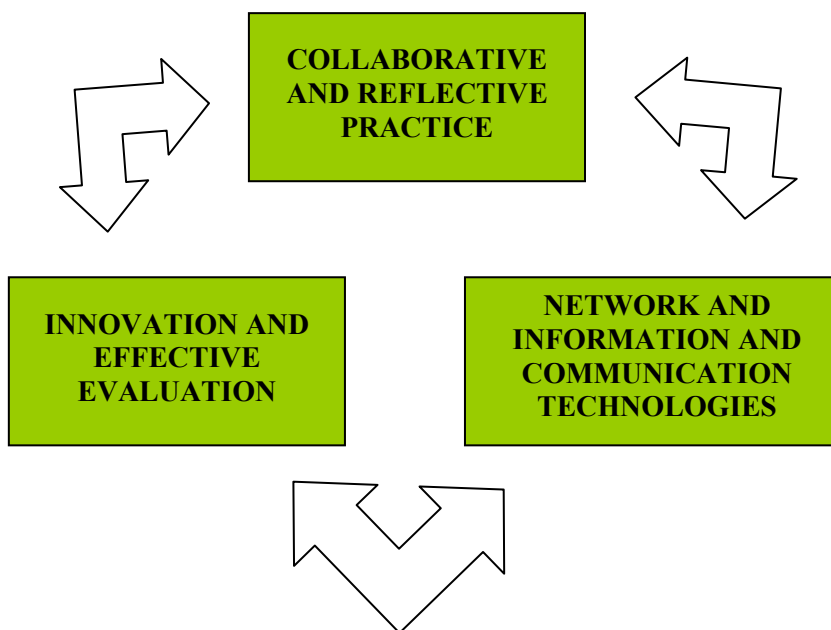 COLLABORATIVE
AND REFLECTIVE
PRACTICE
INNOVATION AND
EFFECTIVE
EVALUATION
NETWORK AND
INFORMATION AND
COMMUNICATION
TECHNOLOGIES